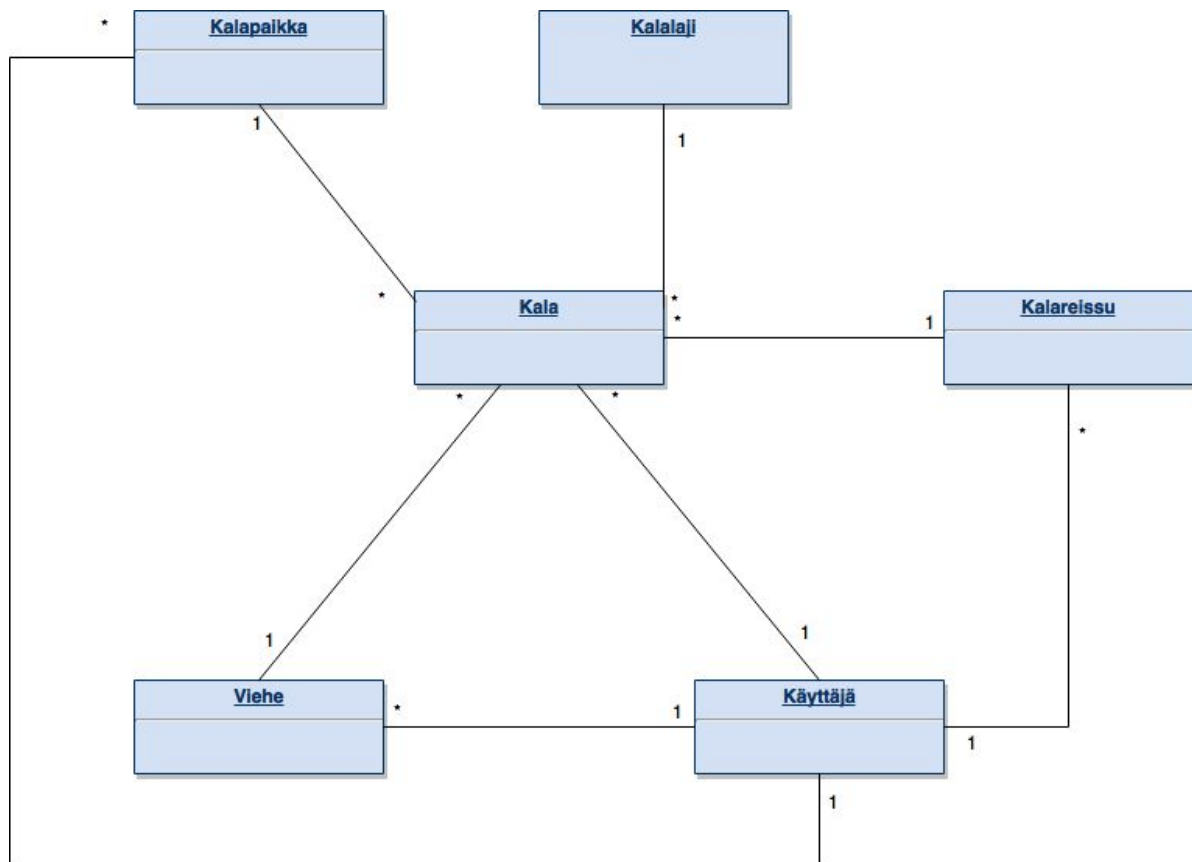 * Kalapaikka Kalalaji
1 1
* *
Kala * 1 Kalareissu
* * *
1 1
Viehe * 1 Käyttäjä 1
1